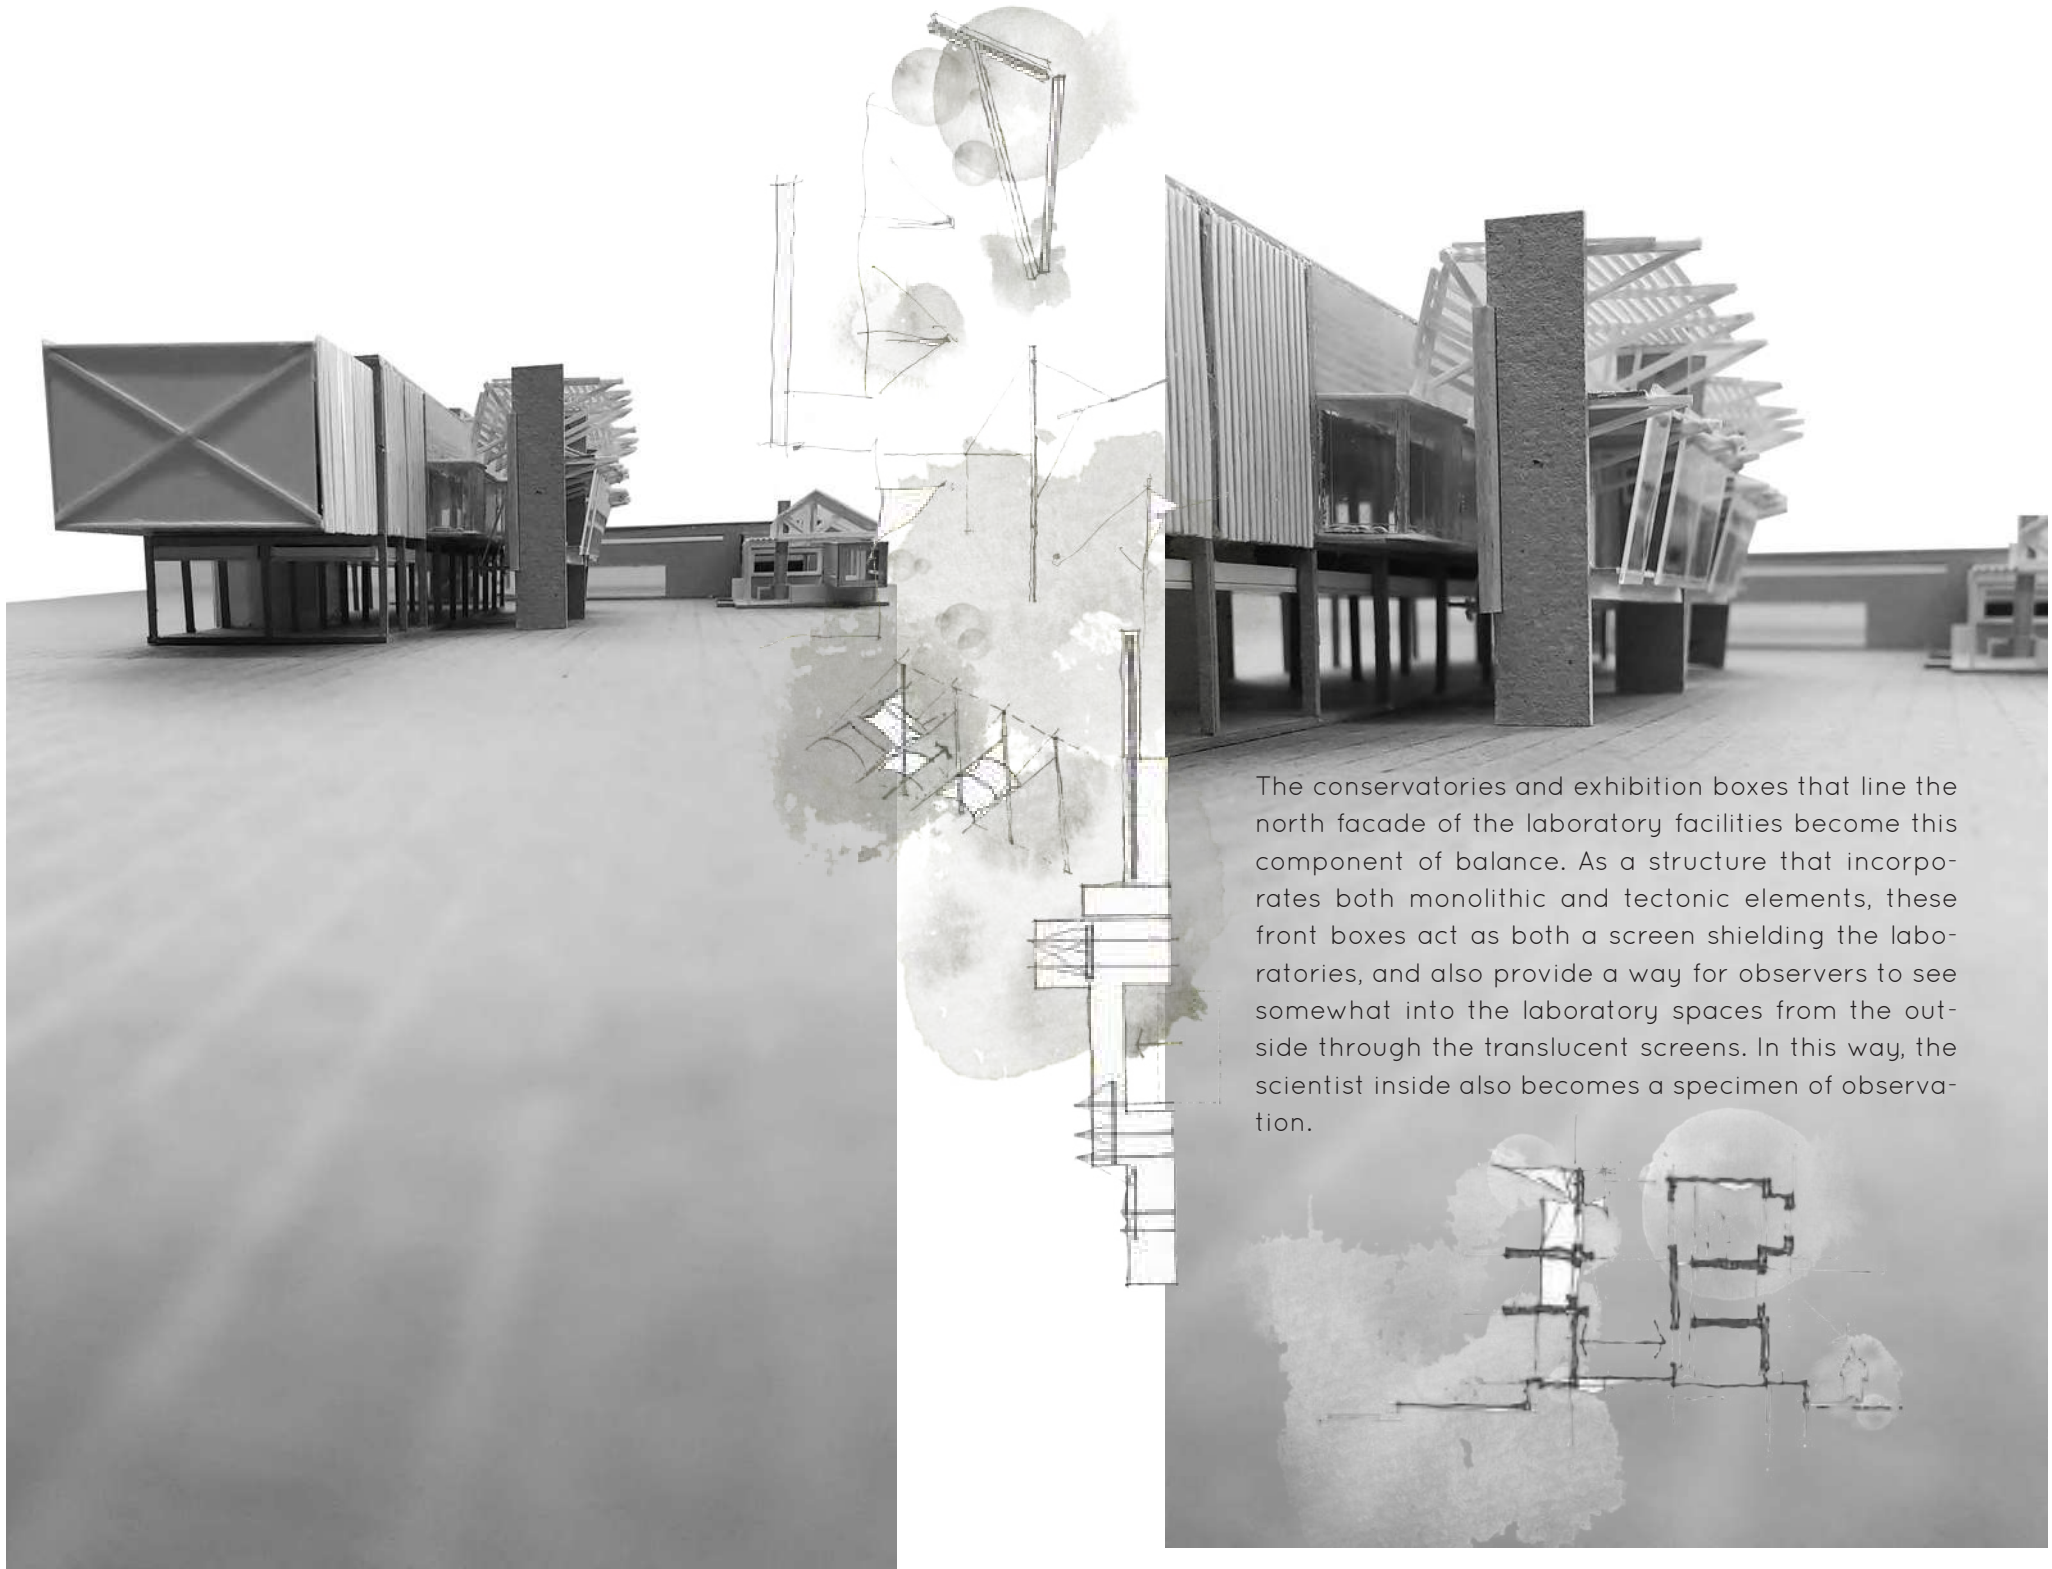 The conservatories and exhibition boxes that line the
north facade of the laboratory facilities become this
component of balance. As a structure that incorpo-
rates both monolithic and tectonic elements, these
front boxes act as both a screen shielding the labo-
ratories, and also provide a way for observers to see
somewhat into the laboratory spaces from the out-
side through the translucent screens. In this way, the
scientist inside also becomes a specimen of observa-
tion.